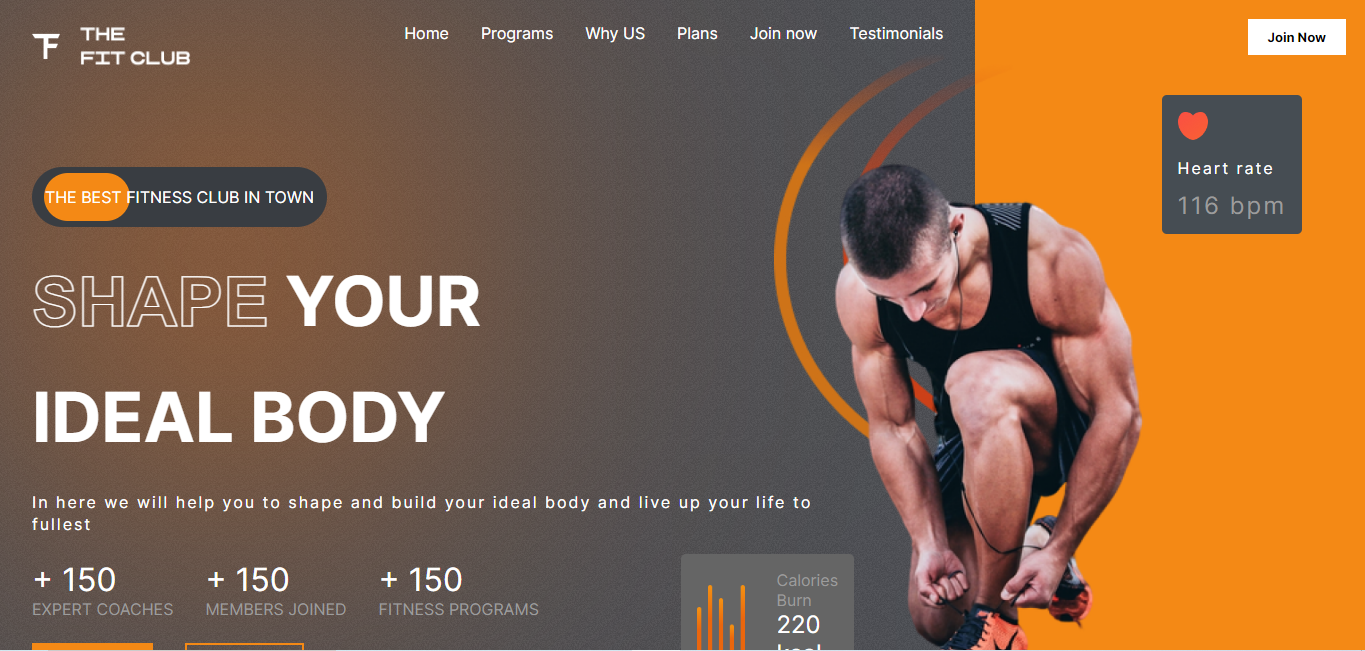 THE
FIT CLUB
Home Programs Why US Plans Join now Testimonials
Join Now
Heart rate
116 bpm
THE BEST FITNESS CLUB IN TOWN
SHAPE YOUR
IDEAL BODY
In here we will help you to shape and build your ideal body and live up your life to
fullest
+ 150 + 150 + 150
EXPERT COACHES MEMBERS JOINED FITNESS PROGRAMS
Calories
Burn
220
kcal